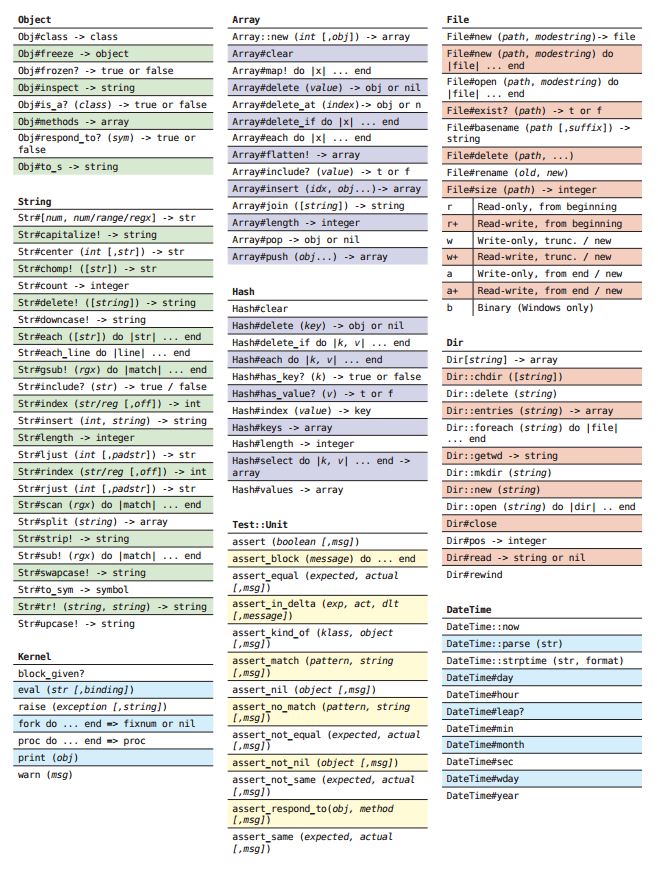 Object
Obj#class -> class
Obj#freeze -> object
Obj#frozen? -> true or false
Obj#inspect -> string
Obj#is_a? (class) -> true or false
Obj#methods -> array
Obj#respond_to? (sym) -> true or
false
Obj#to_s -> string
String
Str#[num, num/range/regx] -> str
Str#capitalize! -> string
Str#center (int [,str]) -> str
Str#chomp! ([str]) -> str
Str#count -> integer
Str#delete! ([string]) -> string
Str#downcase! -> string
Str#each ([str]) do |str| ... end
Str#each_line do |line| ... end
Str#gsub! (rgx) do |match| ... end
Str#include? (str) -> true / false
Str#index (str/reg [,off]) -> int
Str#insert (int, string) -> string
Str#length -> integer
Str#ljust (int [,padstr]) -> str
Str#rindex (str/reg [,off]) -> int
Str#rjust (int [,padstr]) -> str
Str#scan (rgx) do |match| ... end
Str#split (string) -> array
Str#strip! -> string
Str#sub! (rgx) do |match| ... end
Str#swapcase! -> string
Str#to_sym -> symbol
Str#tr! (string, string) -> string
Str#upcase! -> string
Kernel
block_given?
eval (str [,binding])
raise (exception [,string])
fork do ... end => fixnum or nil
proc do ... end => proc
print (obj)
warn (msg)
Array
Array::new (int [,obj]) -> array
Array#clear
Array#map! do |x| ... end
Array#delete (value) -> obj or nil
Array#delete_at (index)-> obj or n
Array#delete_if do |x| ... end
Array#each do |x| ... end
Array#flatten! -> array
Array#include? (value) -> t or f
Array#insert (idx, obj...)-> array
Array#join ([string]) -> string
Array#length -> integer
Array#pop -> obj or nil
Array#push (obj...) -> array
Hash
Hash#clear
Hash#delete (key) -> obj or nil
Hash#delete_if do |k, v| ... end
Hash#each do |k, v| ... end
Hash#has_key? (k) -> true or false
Hash#has_value? (v) -> t or f
Hash#index (value) -> key
Hash#keys -> array
Hash#length -> integer
Hash#select do |k, v| ... end ->
array
Hash#values -> array
Test::Unit
assert (boolean [,msg])
assert_block (message) do ... end
assert_equal (expected, actual
[,msg])
assert_in_delta (exp, act, dlt
[,message])
assert_kind_of (klass, object
[,msg])
assert_match (pattern, string
[,msg])
assert_nil (object [,msg])
assert_no_match (pattern, string
[,msg])
assert_not_equal (expected, actual
[,msg])
assert_not_nil (object [,msg])
assert_not_same (expected, actual
[,msg])
assert_respond_to(obj, method
[,msg])
assert_same (expected, actual
[,msg])
File
File#new (path, modestring)-> file
File#new (path, modestring) do
|file| ... end
File#open (path, modestring) do
|file| ... end
File#exist? (path) -> t or f
File#basename (path [,suffix]) ->
string
File#delete (path, ...)
File#rename (old, new)
File#size (path) -> integer
r Read-only, from beginning
r+ Read-write, from beginning
w Write-only, trunc. / new
w+ Read-write, trunc. / new
a Write-only, from end / new
a+ Read-write, from end / new
b Binary (Windows only)
Dir
Dir[string] -> array
Dir::chdir ([string])
Dir::delete (string)
Dir::entries (string) -> array
Dir::foreach (string) do |file|
... end
Dir::getwd -> string
Dir::mkdir (string)
Dir::new (string)
Dir::open (string) do |dir| .. end
Dir#close
Dir#pos -> integer
Dir#read -> string or nil
Dir#rewind
DateTime
DateTime::now
DateTime::parse (str)
DateTime::strptime (str, format)
DateTime#day
DateTime#hour
DateTime#leap?
DateTime#min
DateTime#month
DateTime#sec
DateTime#wday
DateTime#year